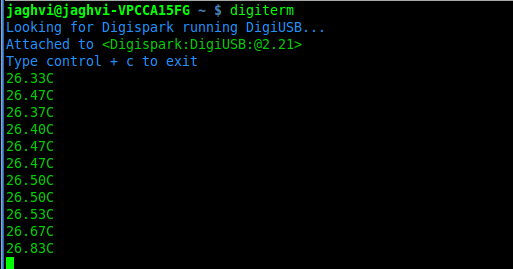 jaghvi@jaghvi-VPCCA15FG ~ $ digiterm
Looking for Digispark running DigiUSB...
Attached to <Digispark:DigiUSB:@2.21>
Type control + c to exit
26.33C
26.47C
26.37C
26.40C
26.47C
26.47C
26.50C
26.50C
26.53C
26.67C
26.83C